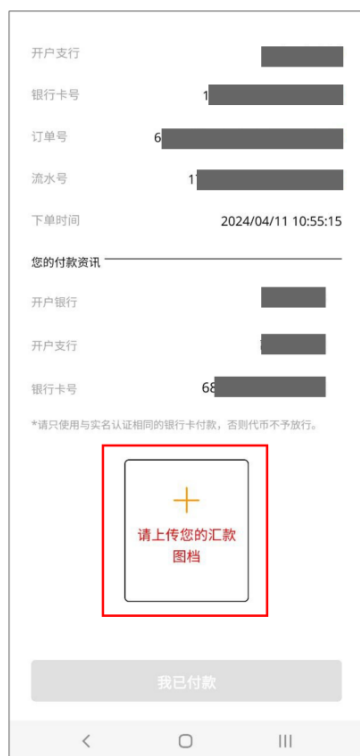 开户支行
银行卡号 1
订单号 6
流水号 1
下单时间 2024/04/11 10:55:15
您的付款资讯
开户银行
开户支行
银行卡号 68
*请只使用与实名认证相同的银行卡付款，否则代币不予放行。
请上传您的汇款
图档
我已付款